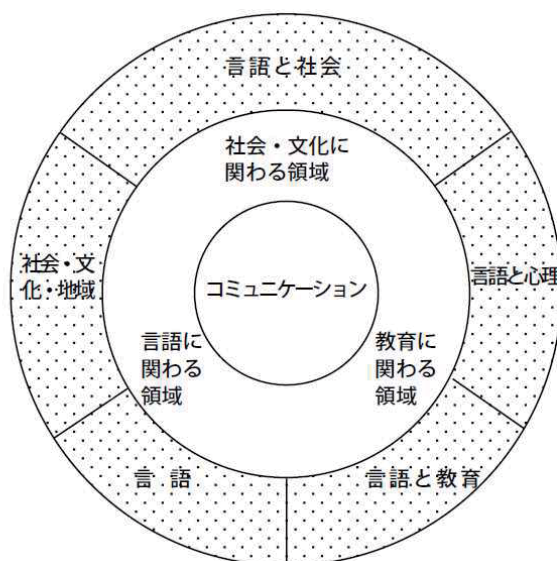 言語と社会
社会・文化に
関わる領域
社会・文
化・地域
コミュニケーション
言語と心理
言語に
関わる
領域
教育に
関わる
領域
言 語
言語と教育